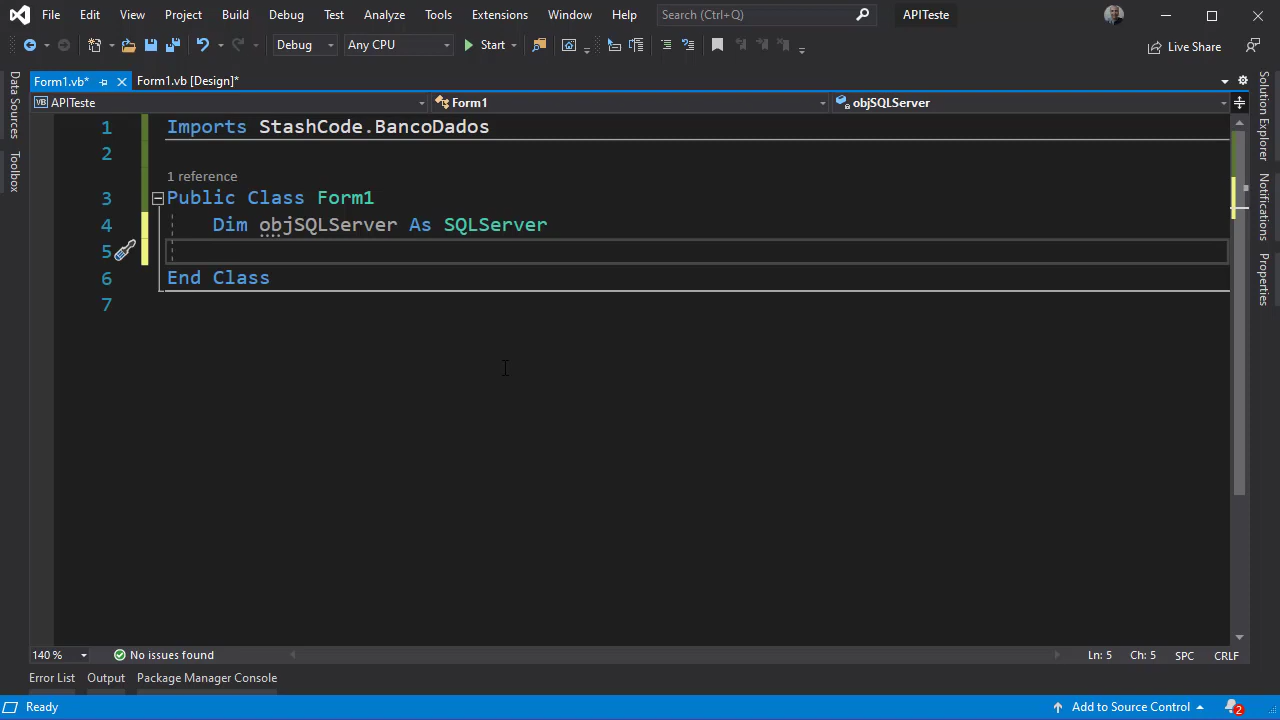 File Edit View Project Build Debug Test Analyze Tools Extensions Window Help Search (Ctrl+Q) APITeste
Debug Any CPU Start Live Share
Form1.vb* Form1.vb [Design]*
VB APITeste Form1 objSQLServer
Data Sources
Toolbox
1 Imports StashCode.BancoDados
2
1 reference
3 Public Class Form1
4 Dim objSQLServer As SQLServer
5
6 End Class
7
Solution Explorer
Notifications
Properties
140 % No issues found Ln: 5 Ch: 5 SPC CRLF
Error List Output Package Manager Console
Ready Add to Source Control 2